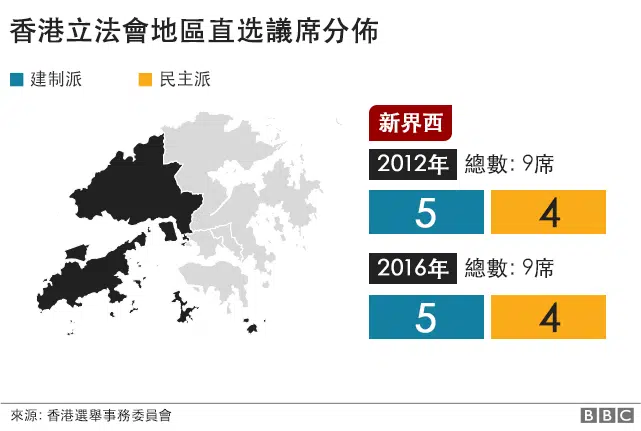 香港立法會地區直选議席分佈
建制派
民主派
新界西
2012年 總數: 9席
5 4
2016年 總數: 9席
5 4
來源: 香港選舉事務委員會
BBC